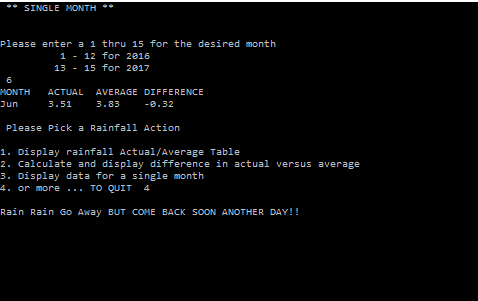 ** SINGLE MONTH **
Please enter a 1 thru 15 for the desired month
1 - 12 for 2016
13 - 15 for 2017
6
MONTH ACTUAL AVERAGE DIFFERENCE
Jun 3.51 3.83 -0.32
Please Pick a Rainfall Action
1. Display rainfall Actual/Average Table
2. Calculate and display difference in actual versus average
3. Display data for a single month
4. or more ... TO QUIT 4
Rain Rain Go Away BUT COME BACK SOON ANOTHER DAY!!